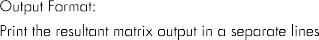 Output Format:
Print the resultant matrix output in a separate lines